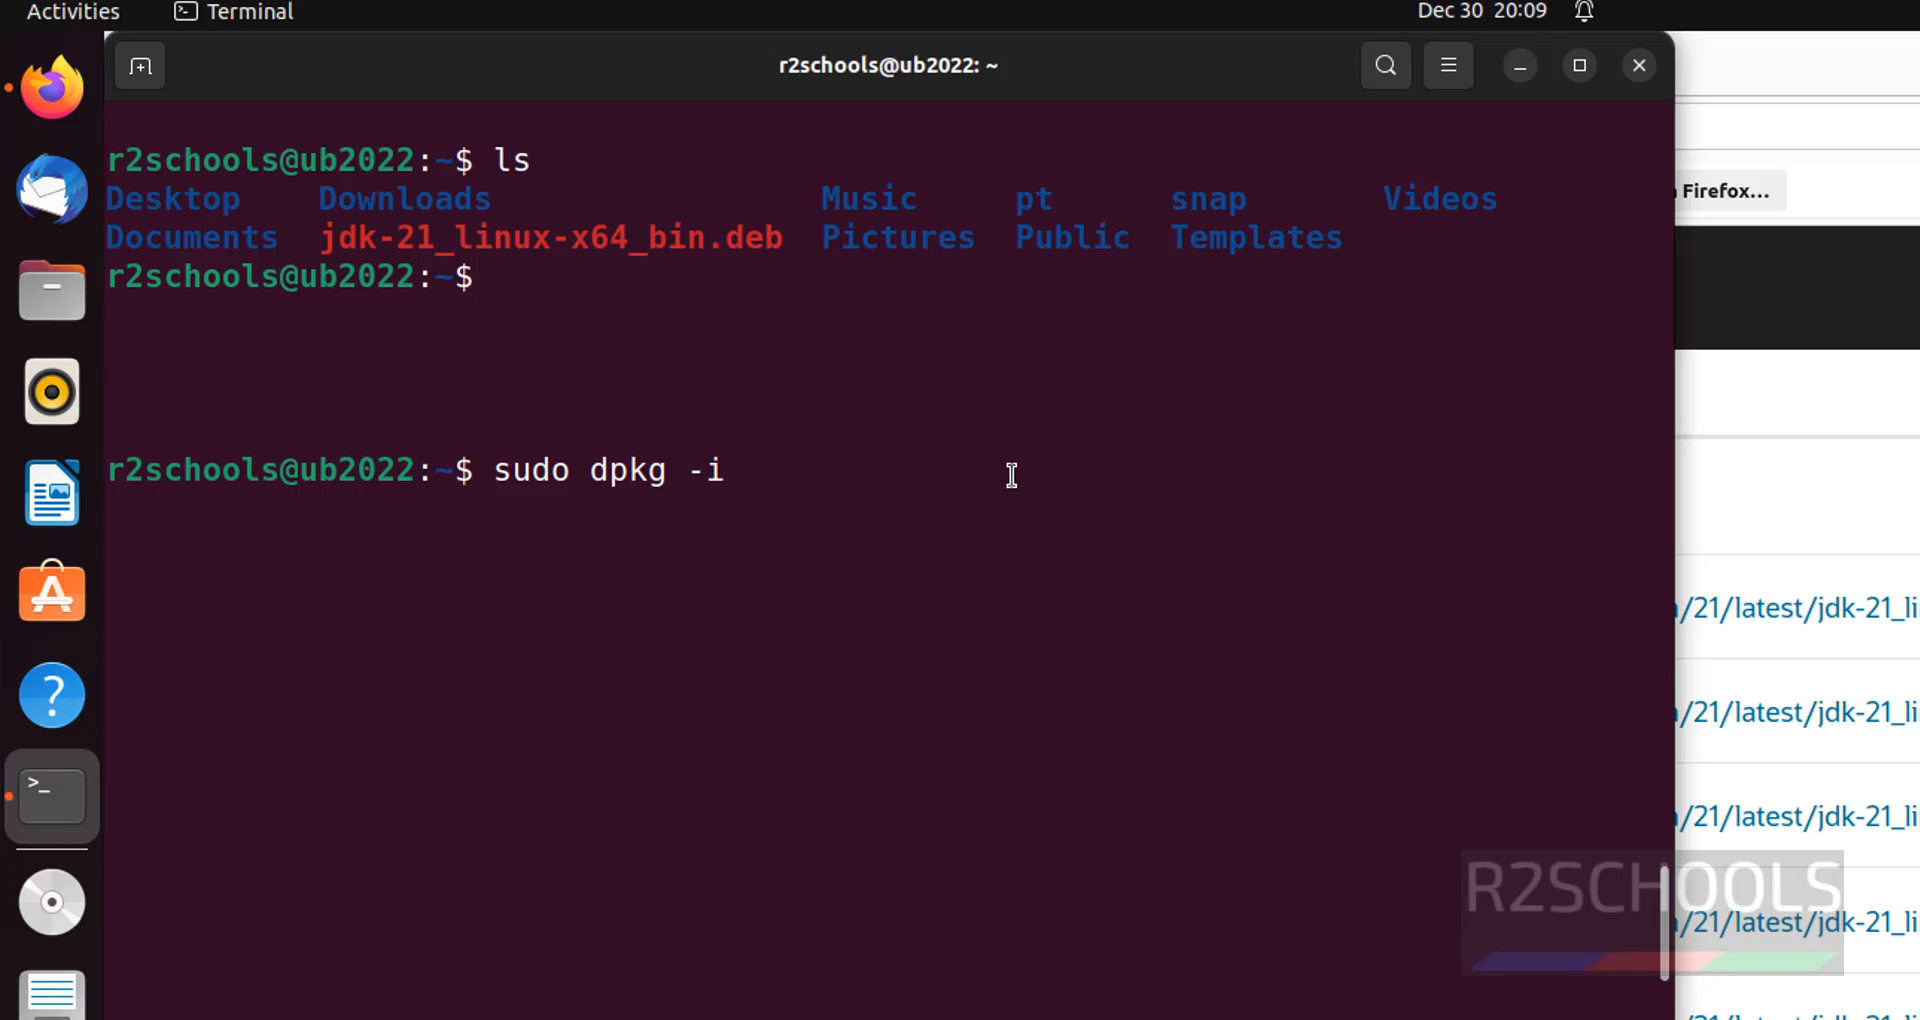 Activities Terminal Dec 30 20:09
r2schools@ub2022: ~
r2schools@ub2022:~$ ls
Desktop Downloads Music pt snap Videos
Documents jdk-21_linux-x64_bin.deb Pictures Public Templates
r2schools@ub2022:~$
r2schools@ub2022:~$ sudo dpkg -i
Firefox...
/21/latest/jdk-21_li
/21/latest/jdk-21_li
/21/latest/jdk-21_li
R2SCHOOLS
/21/latest/jdk-21_li